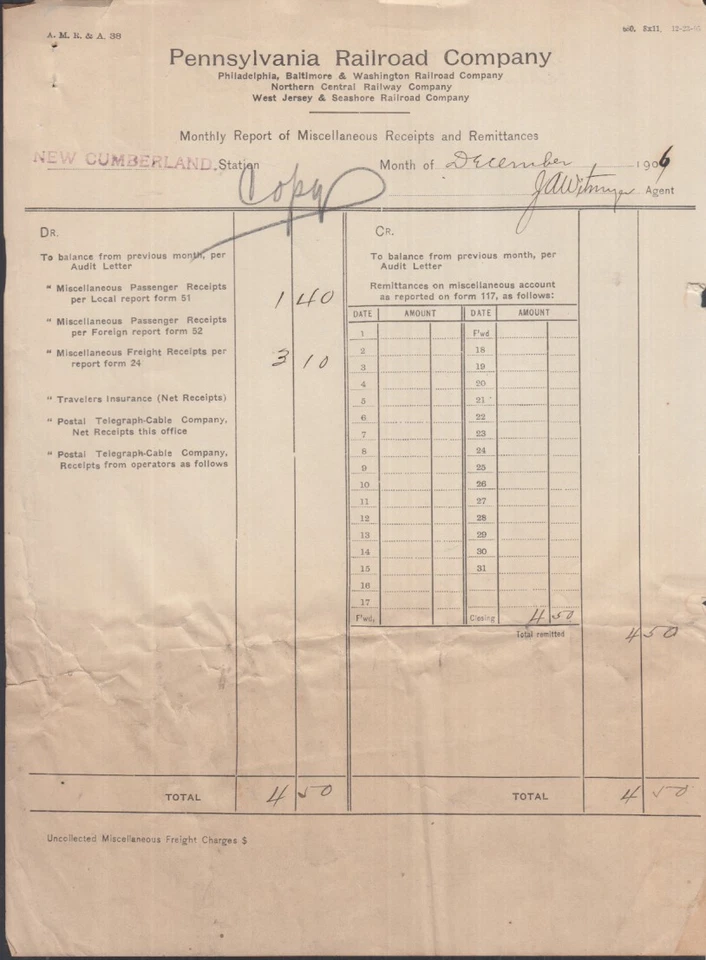 A. M. R. & A. 38
Pennsylvania Railroad Company
Philadelphia, Baltimore & Washington Railroad Company
Northern Central Railway Company
West Jersey & Seashore Railroad Company
Monthly Report of Miscellaneous Receipts and Remittances
NEW CUMBERLAND. Station Month of December 1906
Copy
J A Witmyer Agent
DR.
To balance from previous month, per
Audit Letter
" Miscellaneous Passenger Receipts
per Local report form 51 1 40
" Miscellaneous Passenger Receipts
per Foreign report form 52
" Miscellaneous Freight Receipts per
report form 24 3 10
" Travelers Insurance (Net Receipts)
" Postal Telegraph-Cable Company,
Net Receipts this office
" Postal Telegraph-Cable Company,
Receipts from operators as follows
TOTAL 4 50
CR.
To balance from previous month, per
Audit Letter
Remittances on miscellaneous account
as reported on form 117, as follows:
DATE AMOUNT DATE AMOUNT
1 F'wd
2 18
3 19
4 20
5 21
6 22
7 23
8 24
9 25
10 26
11 27
12 28
13 29
14 30
15 31
16
17
F'wd, Closing 4 50
Total remitted 4 50
TOTAL 4 50
Uncollected Miscellaneous Freight Charges $